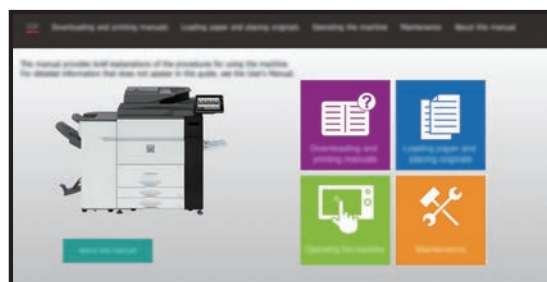 Downloading and printing manuals Loading paper and placing originals Operating the machine Maintenance About this manual
The manual provides brief explanations of the procedures for using the machine.
For detailed information that does not appear in this guide, see the User's Manual.
?
Downloading and
printing manuals
Loading paper and
placing originals
Operating the machine
Maintenance
About this manual